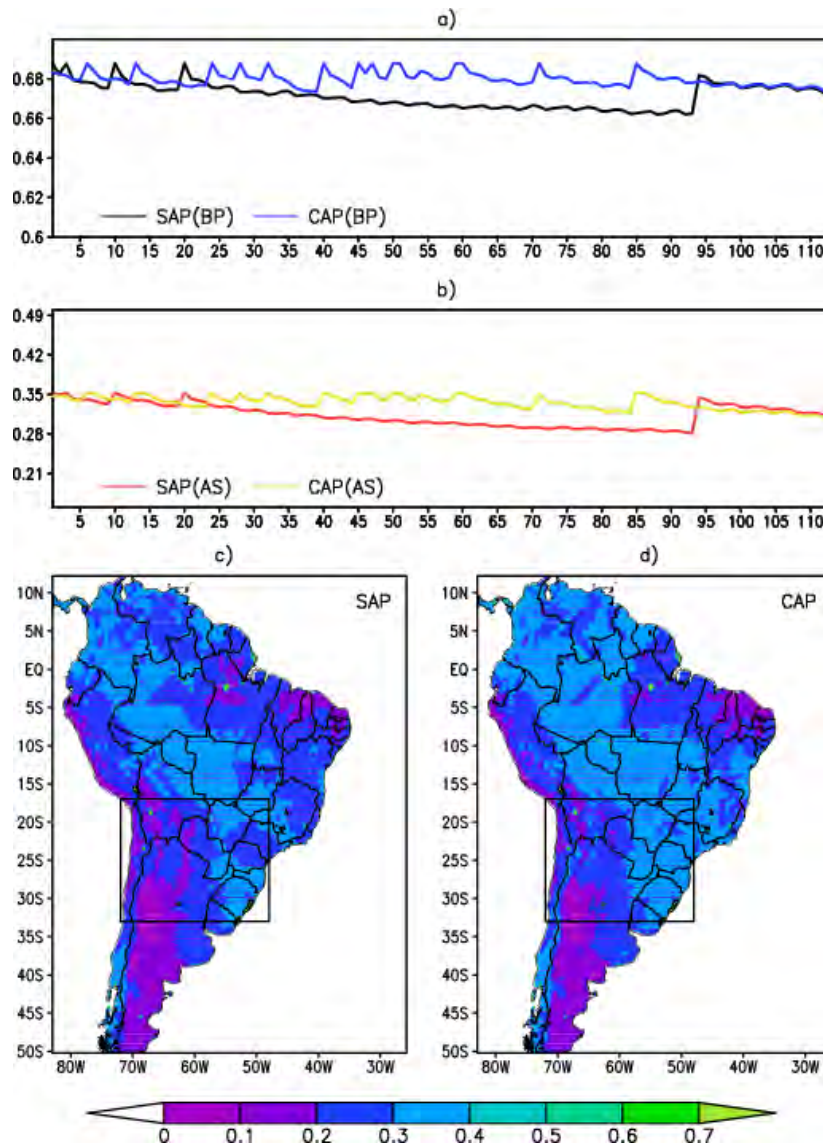 a)
0.68
0.66
0.64
0.62
0.6
SAP(BP) CAP(BP)
5 10 15 20 25 30 35 40 45 50 55 60 65 70 75 80 85 90 95 100 105 110
b)
0.49
0.42
0.35
0.28
0.21
SAP(AS) CAP(AS)
5 10 15 20 25 30 35 40 45 50 55 60 65 70 75 80 85 90 95 100 105 110
c) d)
SAP CAP
10N 10N
5N 5N
EQ EQ
5S 5S
10S 10S
15S 15S
20S 20S
25S 25S
30S 30S
35S 35S
40S 40S
45S 45S
50S 50S
80W 70W 60W 50W 40W 30W 80W 70W 60W 50W 40W 30W
0 0.1 0.2 0.3 0.4 0.5 0.6 0.7